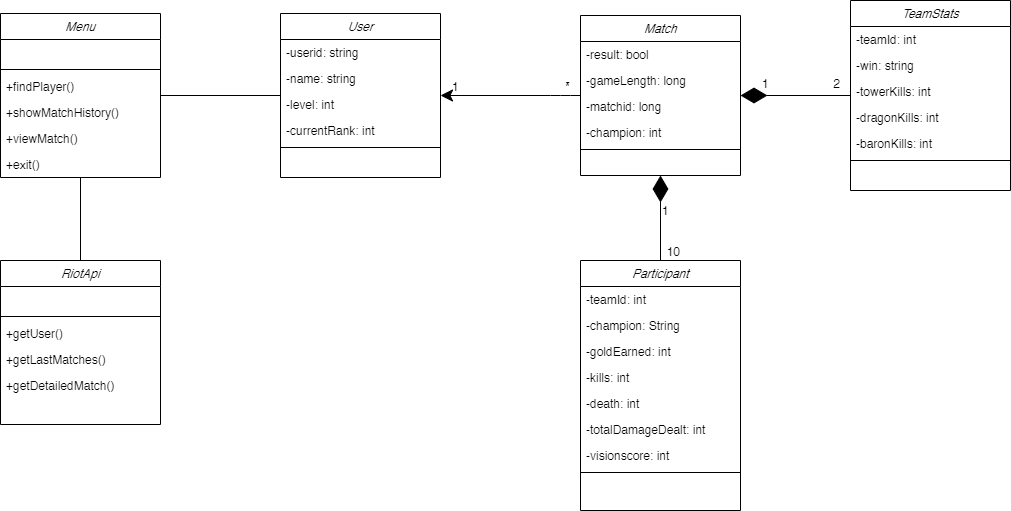 Menu
+findPlayer()
+showMatchHistory()
+viewMatch()
+exit()
User
-userid: string
-name: string
-level: int
-currentRank: int
1
*
Match
-result: bool
-gameLength: long
-matchid: long
-champion: int
1
2
TeamStats
-teamId: int
-win: string
-towerKills: int
-dragonKills: int
-baronKills: int
1
10
RiotApi
+getUser()
+getLastMatches()
+getDetailedMatch()
Participant
-teamId: int
-champion: String
-goldEarned: int
-kills: int
-death: int
-totalDamageDealt: int
-visionscore: int